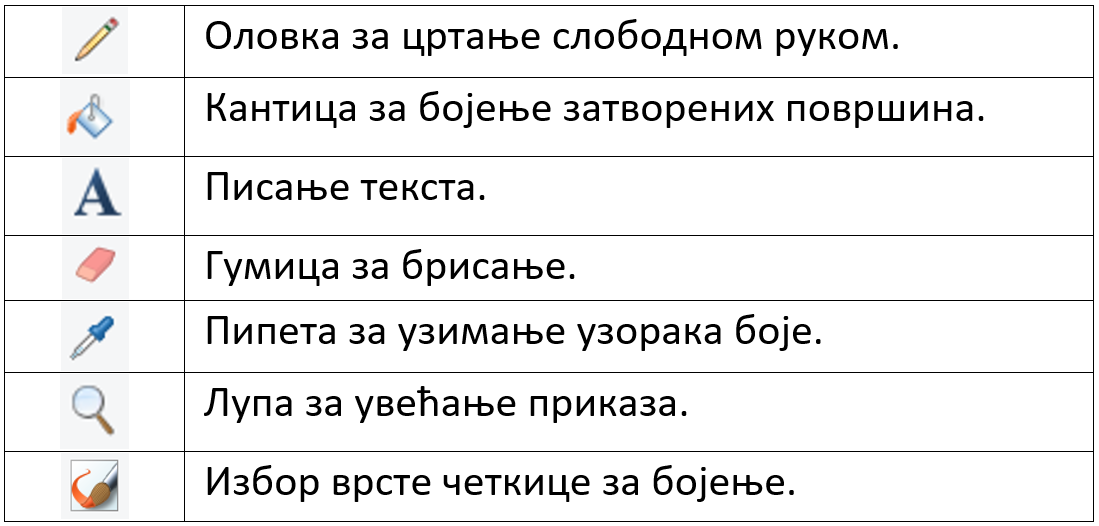 Оловка за цртање слободном руком.
Кантица за бојење затворених површина.
Писање текста.
Гумица за брисање.
Пипета за узимање узорака боје.
Лупа за увећање приказа.
Избор врсте четкице за бојење.